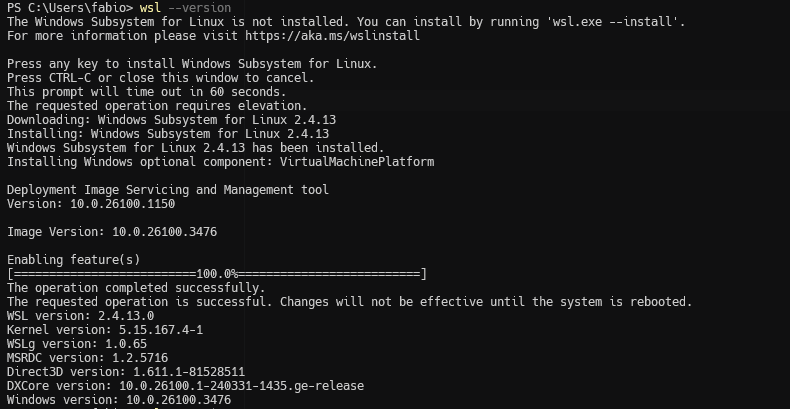 PS C:\Users\fabio> wsl --version
The Windows Subsystem for Linux is not installed. You can install by running 'wsl.exe --install'.
For more information please visit https://aka.ms/wslinstall
Press any key to install Windows Subsystem for Linux.
Press CTRL-C or close this window to cancel.
This prompt will time out in 60 seconds.
The requested operation requires elevation.
Downloading: Windows Subsystem for Linux 2.4.13
Installing: Windows Subsystem for Linux 2.4.13
Windows Subsystem for Linux 2.4.13 has been installed.
Installing Windows optional component: VirtualMachinePlatform
Deployment Image Servicing and Management tool
Version: 10.0.26100.1150
Image Version: 10.0.26100.3476
Enabling feature(s)
[==========================100.0%==========================]
The operation completed successfully.
The requested operation is successful. Changes will not be effective until the system is rebooted.
WSL version: 2.4.13.0
Kernel version: 5.15.167.4-1
WSLg version: 1.0.65
MSRDC version: 1.2.5716
Direct3D version: 1.611.1-81528511
DXCore version: 10.0.26100.1-240331-1435.ge-release
Windows version: 10.0.26100.3476